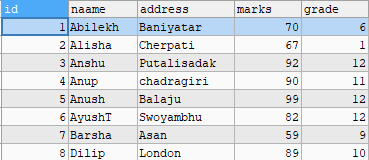 id naame address marks grade
1 Abilekh Baniyatar 70 6
2 Alisha Cherpati 67 1
3 Anshu Putalisadak 92 12
4 Anup chadragiri 90 11
5 Anush Balaju 99 12
6 AyushT Swoyambhu 82 12
7 Barsha Asan 59 9
8 Dilip London 89 10